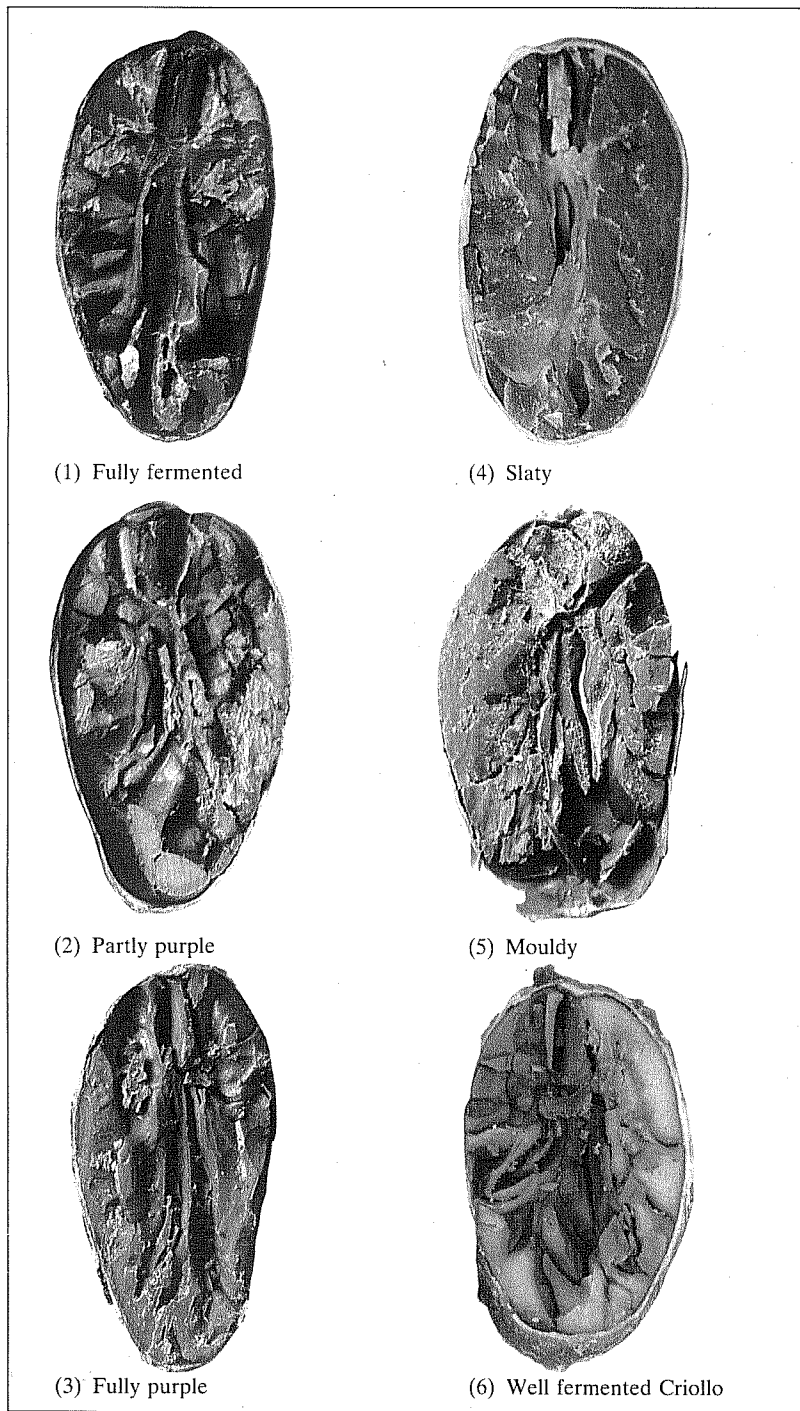 (1) Fully fermented
(4) Slaty
(2) Partly purple
(5) Mouldy
(3) Fully purple
(6) Well fermented Criollo